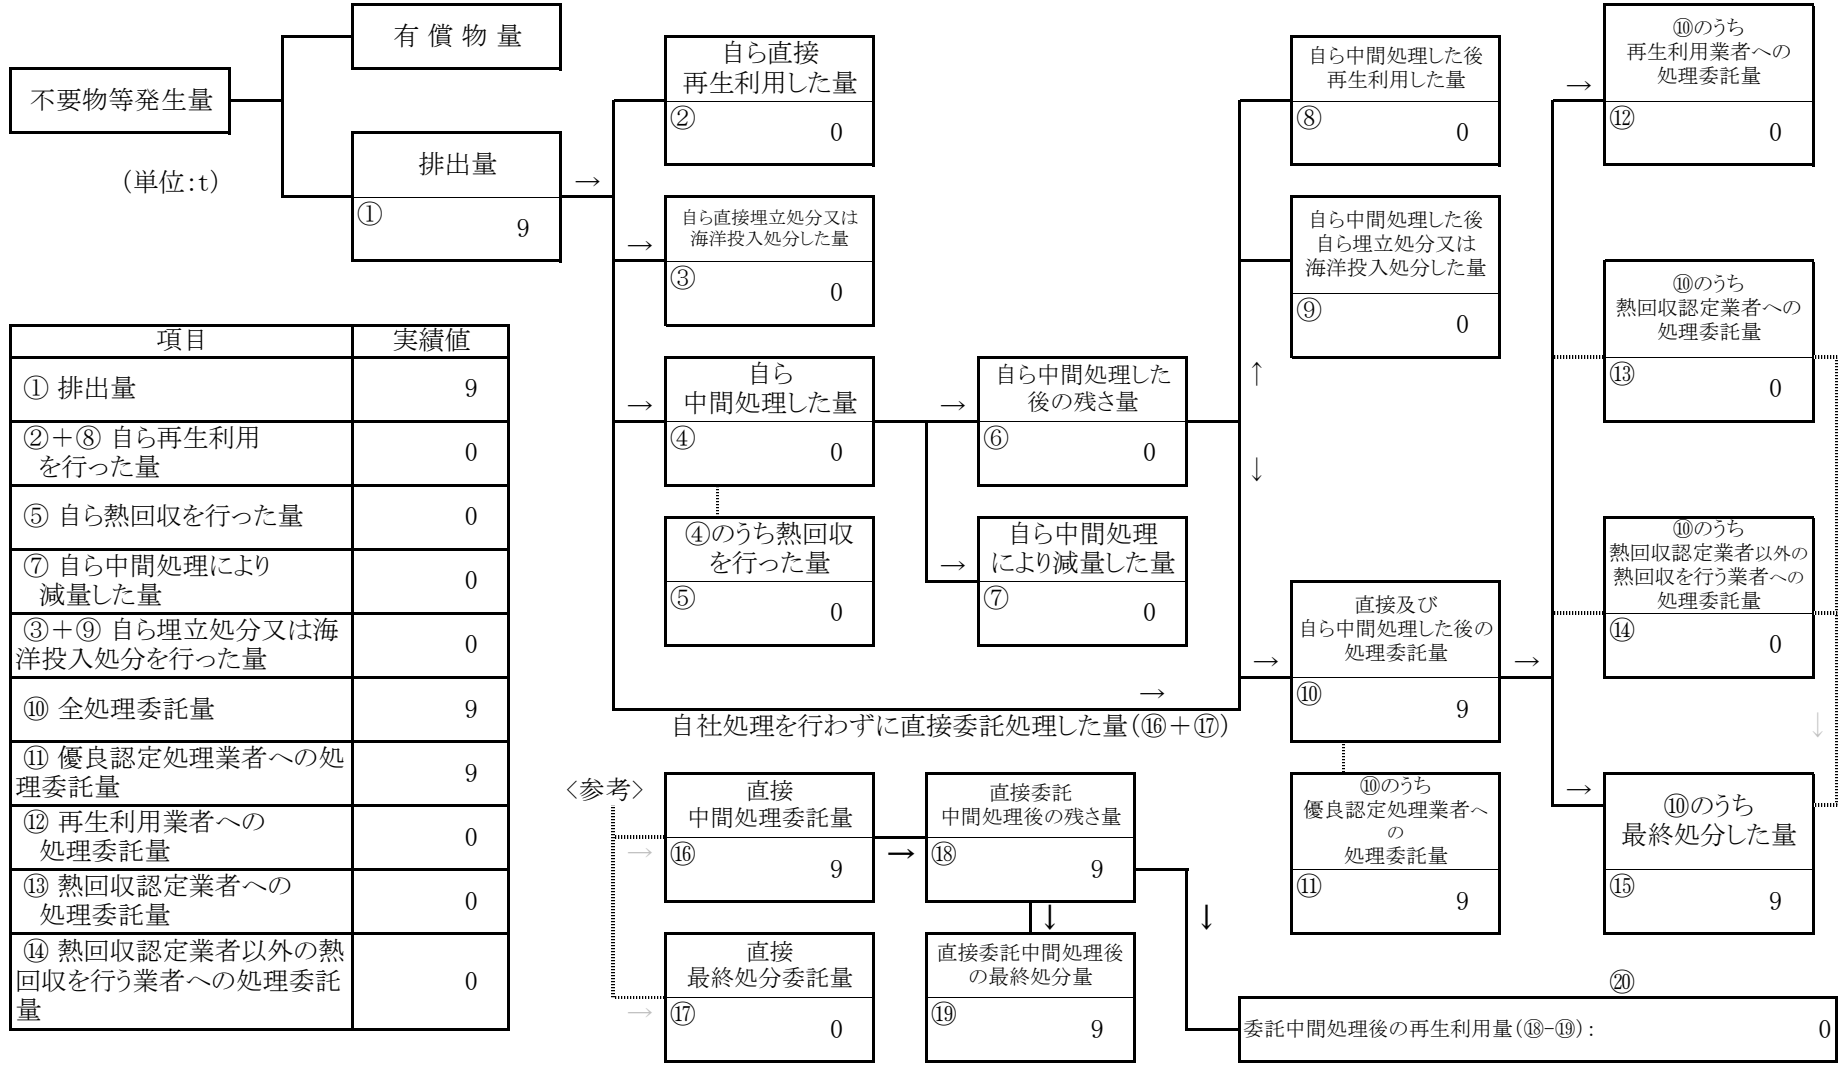 不要物等発生量
有 償 物 量
(単位:t)
排出量
①
9
→
自ら直接
再生利用した量
②
0
→
自ら直接埋立処分又は
海洋投入処分した量
③
0
→
自ら
中間処理した量
④
0
④のうち熱回収
を行った量
⑤
0
→
自ら中間処理した
後の残さ量
⑥
0
→
自ら中間処理
により減量した量
⑦
0
↑
↓
自ら中間処理した後
再生利用した量
⑧
0
自ら中間処理した後
自ら埋立処分又は
海洋投入処分した量
⑨
0
→
自社処理を行わずに直接委託処理した量(⑯+⑰)
→
直接及び
自ら中間処理した後の
処理委託量
⑩
9
⑩のうち
優良認定処理業者へ
の
処理委託量
⑪
9
→
→
⑩のうち
再生利用業者への
処理委託量
⑫
0
⑩のうち
熱回収認定業者への
処理委託量
⑬
0
⑩のうち
熱回収認定業者以外の
熱回収を行う業者への
処理委託量
⑭
0
↓
→
⑩のうち
最終処分した量
⑮
9
項目 実績値
① 排出量 9
②+⑧ 自ら再生利用
を行った量 0
⑤ 自ら熱回収を行った量 0
⑦ 自ら中間処理により
減量した量 0
③+⑨ 自ら埋立処分又は海
洋投入処分を行った量 0
⑩ 全処理委託量 9
⑪ 優良認定処理業者への処
理委託量 9
⑫ 再生利用業者への
処理委託量 0
⑬ 熱回収認定業者への
処理委託量 0
⑭ 熱回収認定業者以外の熱
回収を行う業者への処理委託
量 0
<参考>
→
直接
中間処理委託量
⑯
9
→
直接委託
中間処理後の残さ量
⑱
9
→
直接
最終処分委託量
⑰
0
↓
直接委託中間処理後
の最終処分量
⑲
9
↓
⑳
委託中間処理後の再生利用量(⑱-⑲): 0